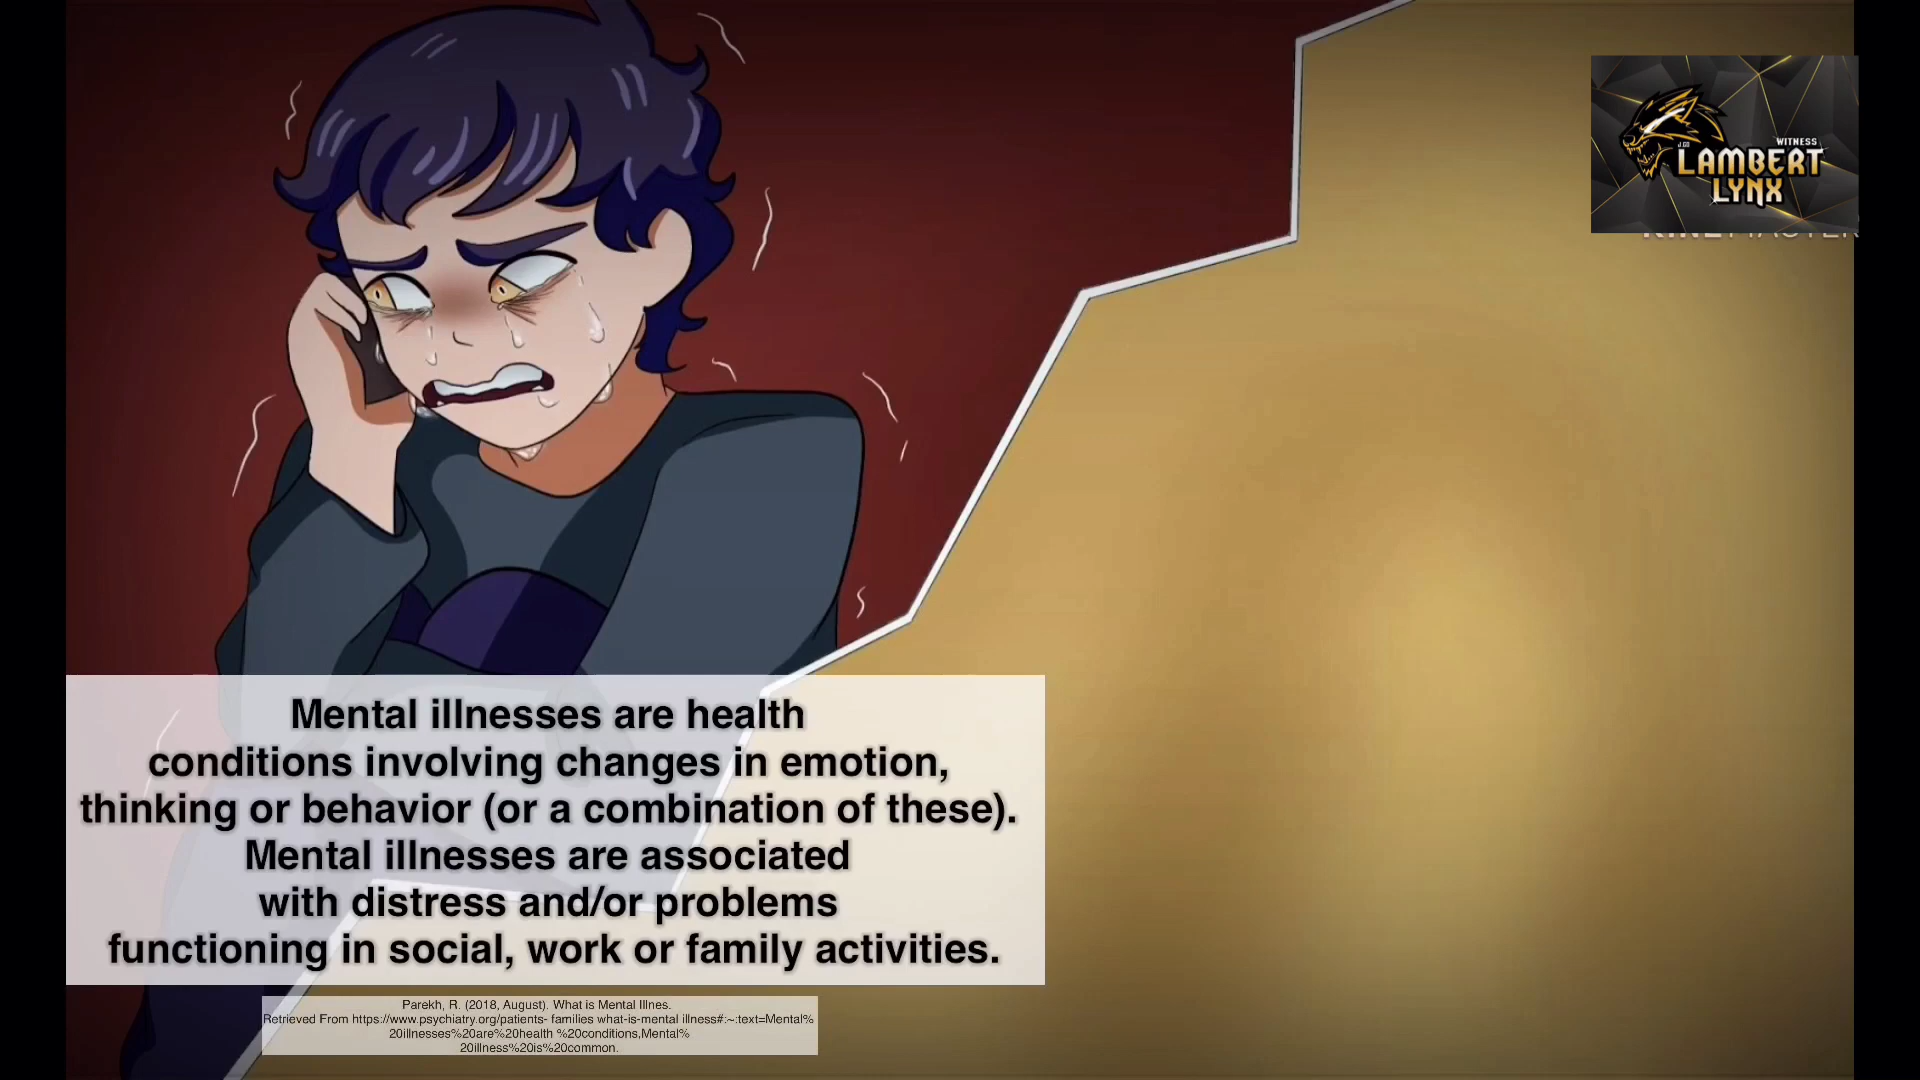 WITNESS
J.GO
LAMBERT
LYNX
KINEMASTER
Mental illnesses are health
conditions involving changes in emotion,
thinking or behavior (or a combination of these).
Mental illnesses are associated
with distress and/or problems
functioning in social, work or family activities.
Parekh, R. (2018, August). What is Mental Illnes.
Retrieved From https://www.psychiatry.org/patients- families what-is-mental illness#:~:text=Mental%
20illnesses%20are%20health %20conditions,Mental%
20illness%20is%20common.